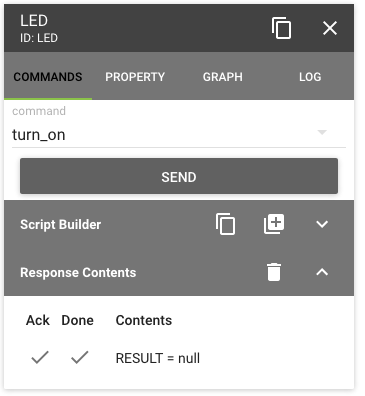 LED
ID: LED
COMMANDS PROPERTY GRAPH LOG
command
turn_on
SEND
Script Builder
Response Contents
Ack Done Contents
RESULT = null